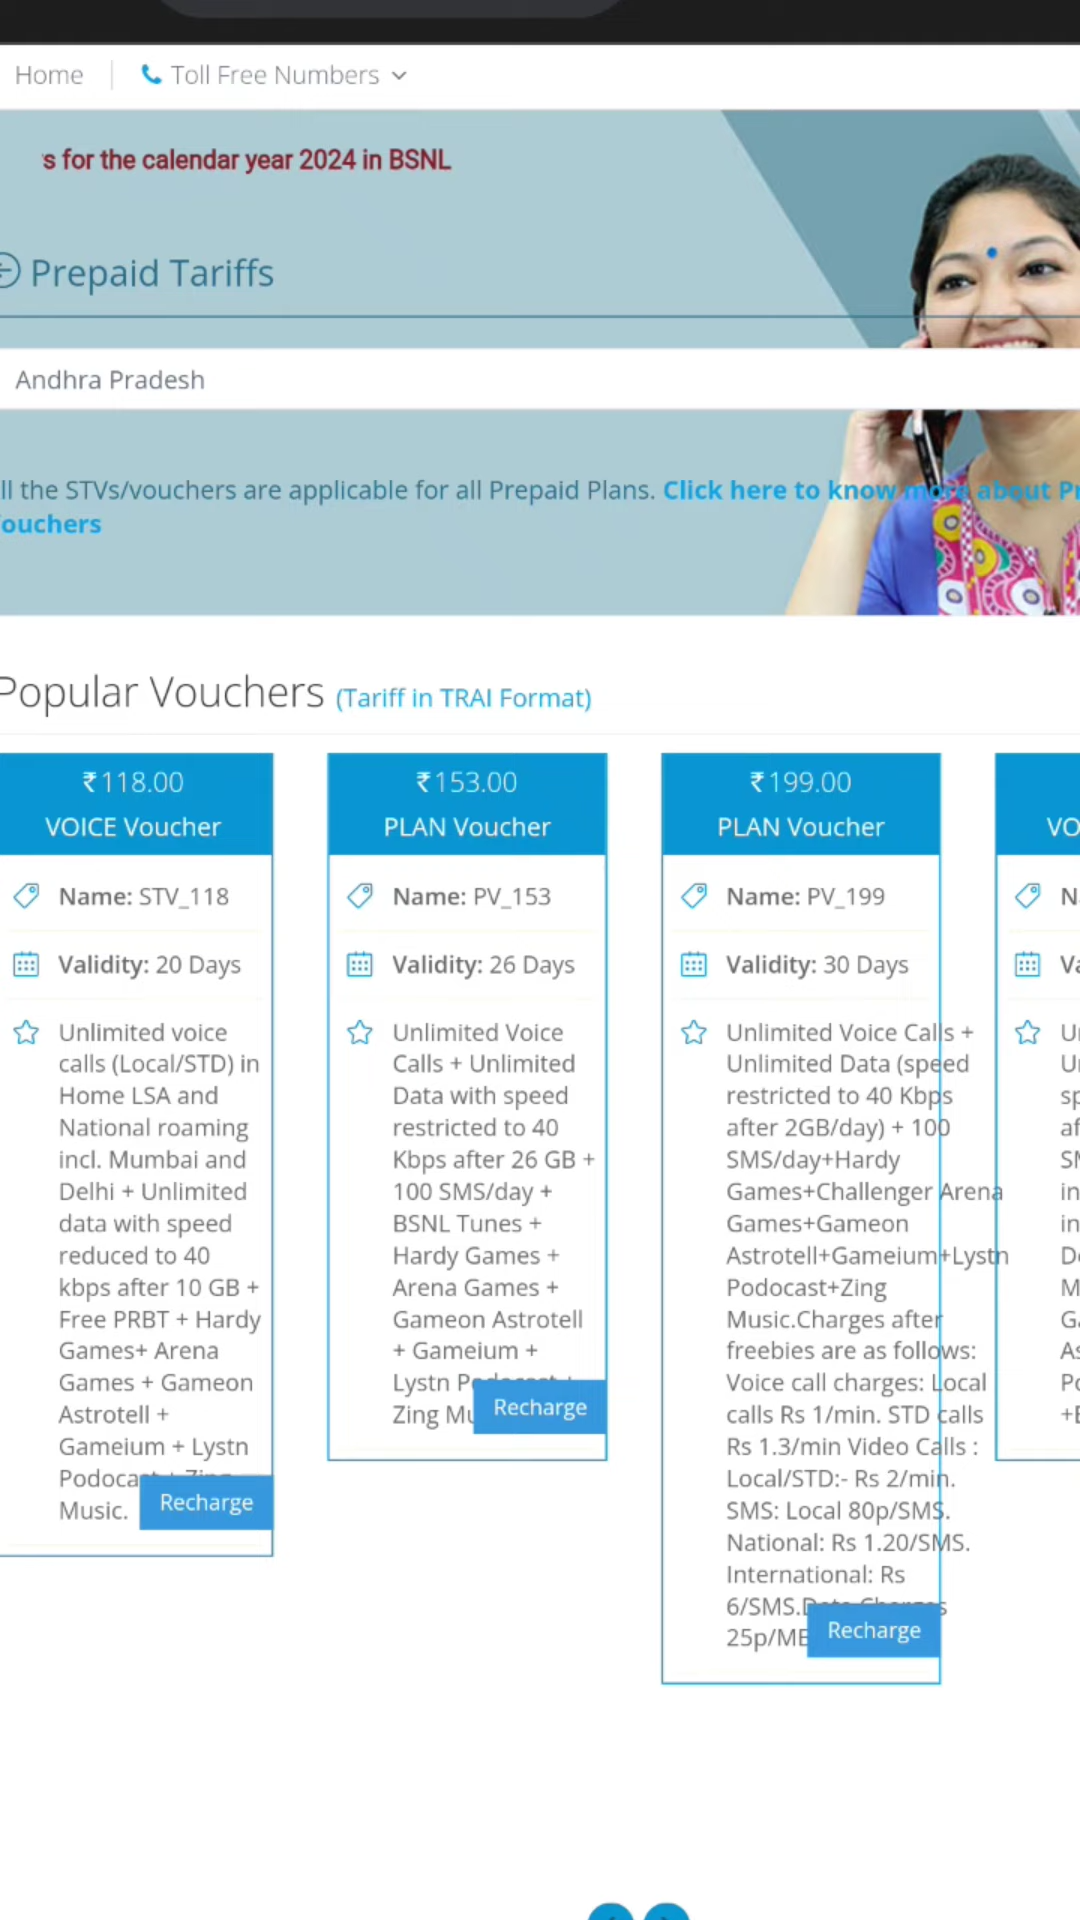 Home
Toll Free Numbers
s for the calendar year 2024 in BSNL
Prepaid Tariffs
Andhra Pradesh
ll the STVs/vouchers are applicable for all Prepaid Plans. Click here to know more about Pr
ouchers
Popular Vouchers (Tariff in TRAI Format)
₹118.00
VOICE Voucher
Name: STV_118
Validity: 20 Days
Unlimited voice
calls (Local/STD) in
Home LSA and
National roaming
incl. Mumbai and
Delhi + Unlimited
data with speed
reduced to 40
kbps after 10 GB +
Free PRBT + Hardy
Games+ Arena
Games + Gameon
Astrotell +
Gameium + Lystn
Podocast + Zing
Music.
Recharge
₹153.00
PLAN Voucher
Name: PV_153
Validity: 26 Days
Unlimited Voice
Calls + Unlimited
Data with speed
restricted to 40
Kbps after 26 GB +
100 SMS/day +
BSNL Tunes +
Hardy Games +
Arena Games +
Gameon Astrotell
+ Gameium +
Lystn Podocast +
Zing Mu
Recharge
₹199.00
PLAN Voucher
Name: PV_199
Validity: 30 Days
Unlimited Voice Calls +
Unlimited Data (speed
restricted to 40 Kbps
after 2GB/day) + 100
SMS/day+Hardy
Games+Challenger Arena
Games+Gameon
Astrotell+Gameium+Lystn
Podocast+Zing
Music.Charges after
freebies are as follows:
Voice call charges: Local
calls Rs 1/min. STD calls
Rs 1.3/min Video Calls :
Local/STD:- Rs 2/min.
SMS: Local 80p/SMS.
National: Rs 1.20/SMS.
International: Rs
6/SMS.Data Charges
25p/MB
Recharge
VO